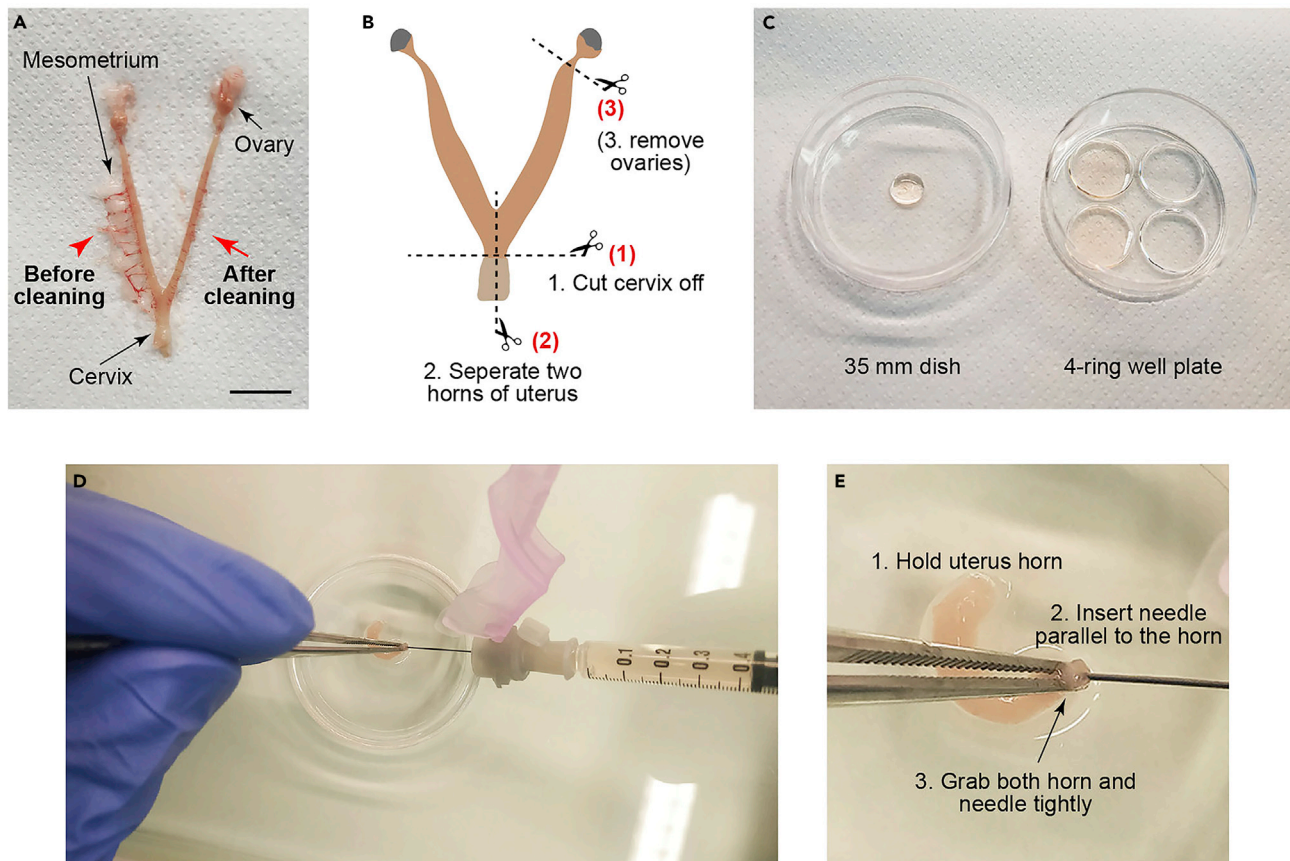 A
Mesometrium
Ovary
Before
cleaning
After
cleaning
Cervix
B
(3)
(3. remove
ovaries)
(1)
1. Cut cervix off
(2)
2. Seperate two
horns of uterus
C
35 mm dish
4-ring well plate
D
0.1
0.2
0.3
0.4
E
1. Hold uterus horn
2. Insert needle
parallel to the horn
3. Grab both horn and
needle tightly